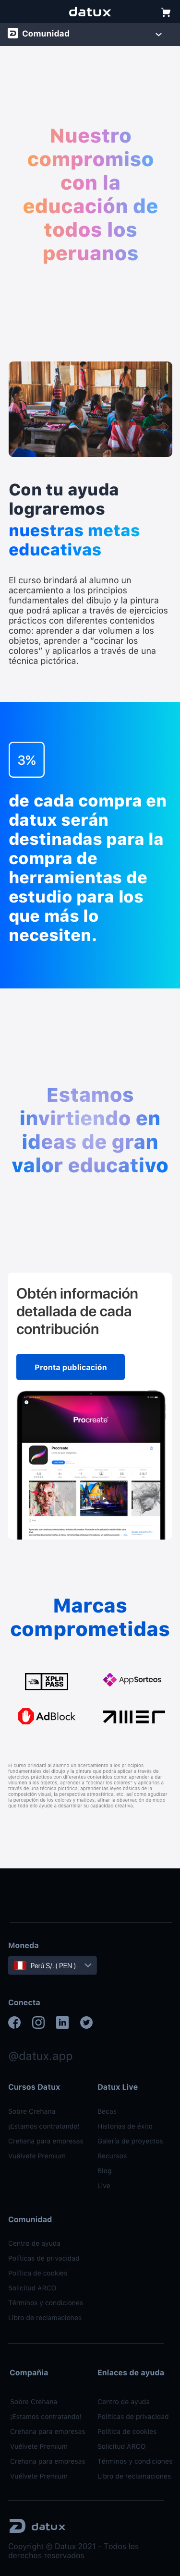 datux
Comunidad
Nuestro
compromiso
con la
educación de
todos los
peruanos
Con tu ayuda
lograremos
nuestras metas
educativas
El curso brindará al alumno un
acercamiento a los principios
fundamentales del dibujo y la pintura
que podrá aplicar a través de ejercicios
prácticos con diferentes contenidos
como: aprender a dar volumen a los
objetos, aprender a “cocinar los
colores” y aplicarlos a través de una
técnica pictórica.
3%
de cada compra en
datux serán
destinadas para la
compra de
herramientas de
estudio para los
que más lo
necesiten.
Estamos
invirtiendo en
ideas de gran
valor educativo
Obtén información
detallada de cada
contribución
Pronta publicación
Procreate
Procreate
Marcas
comprometidas
XPLR
PASS
AppSorteos
AdBlock
El curso brindará al alumno un acercamiento a los principios
fundamentales del dibujo y la pintura que podrá aplicar a través de
ejercicios prácticos con diferentes contenidos como: aprender a dar
volumen a los objetos, aprender a “cocinar los colores” y aplicarlos a
través de una técnica pictórica, aprender las leyes básicas de la
composición visual, la perspectiva atmosférica, etc. así como agudizar
la percepción de los colores y matices, afinar la observación de modo
que todo ello ayude a desarrollar su capacidad creativa.
Moneda
Perú S/. ( PEN )
Conecta
@datux.app
Cursos Datux
Datux Live
Sobre Crehana
Becas
¡Estamos contratando!
Historias de éxito
Crehana para empresas
Galería de proyectos
Vuélvete Premium
Recursos
Blog
Live
Comunidad
Centro de ayuda
Políticas de privacidad
Política de cookies
Solicitud ARCO
Términos y condiciones
Libro de reclamaciones
Compañia
Enlaces de ayuda
Sobre Crehana
Centro de ayuda
¡Estamos contratando!
Políticas de privacidad
Crehana para empresas
Política de cookies
Vuélvete Premium
Solicitud ARCO
Crehana para empresas
Términos y condiciones
Vuélvete Premium
Libro de reclamaciones
datux
Copyright © Datux 2021 - Todos los
derechos reservados